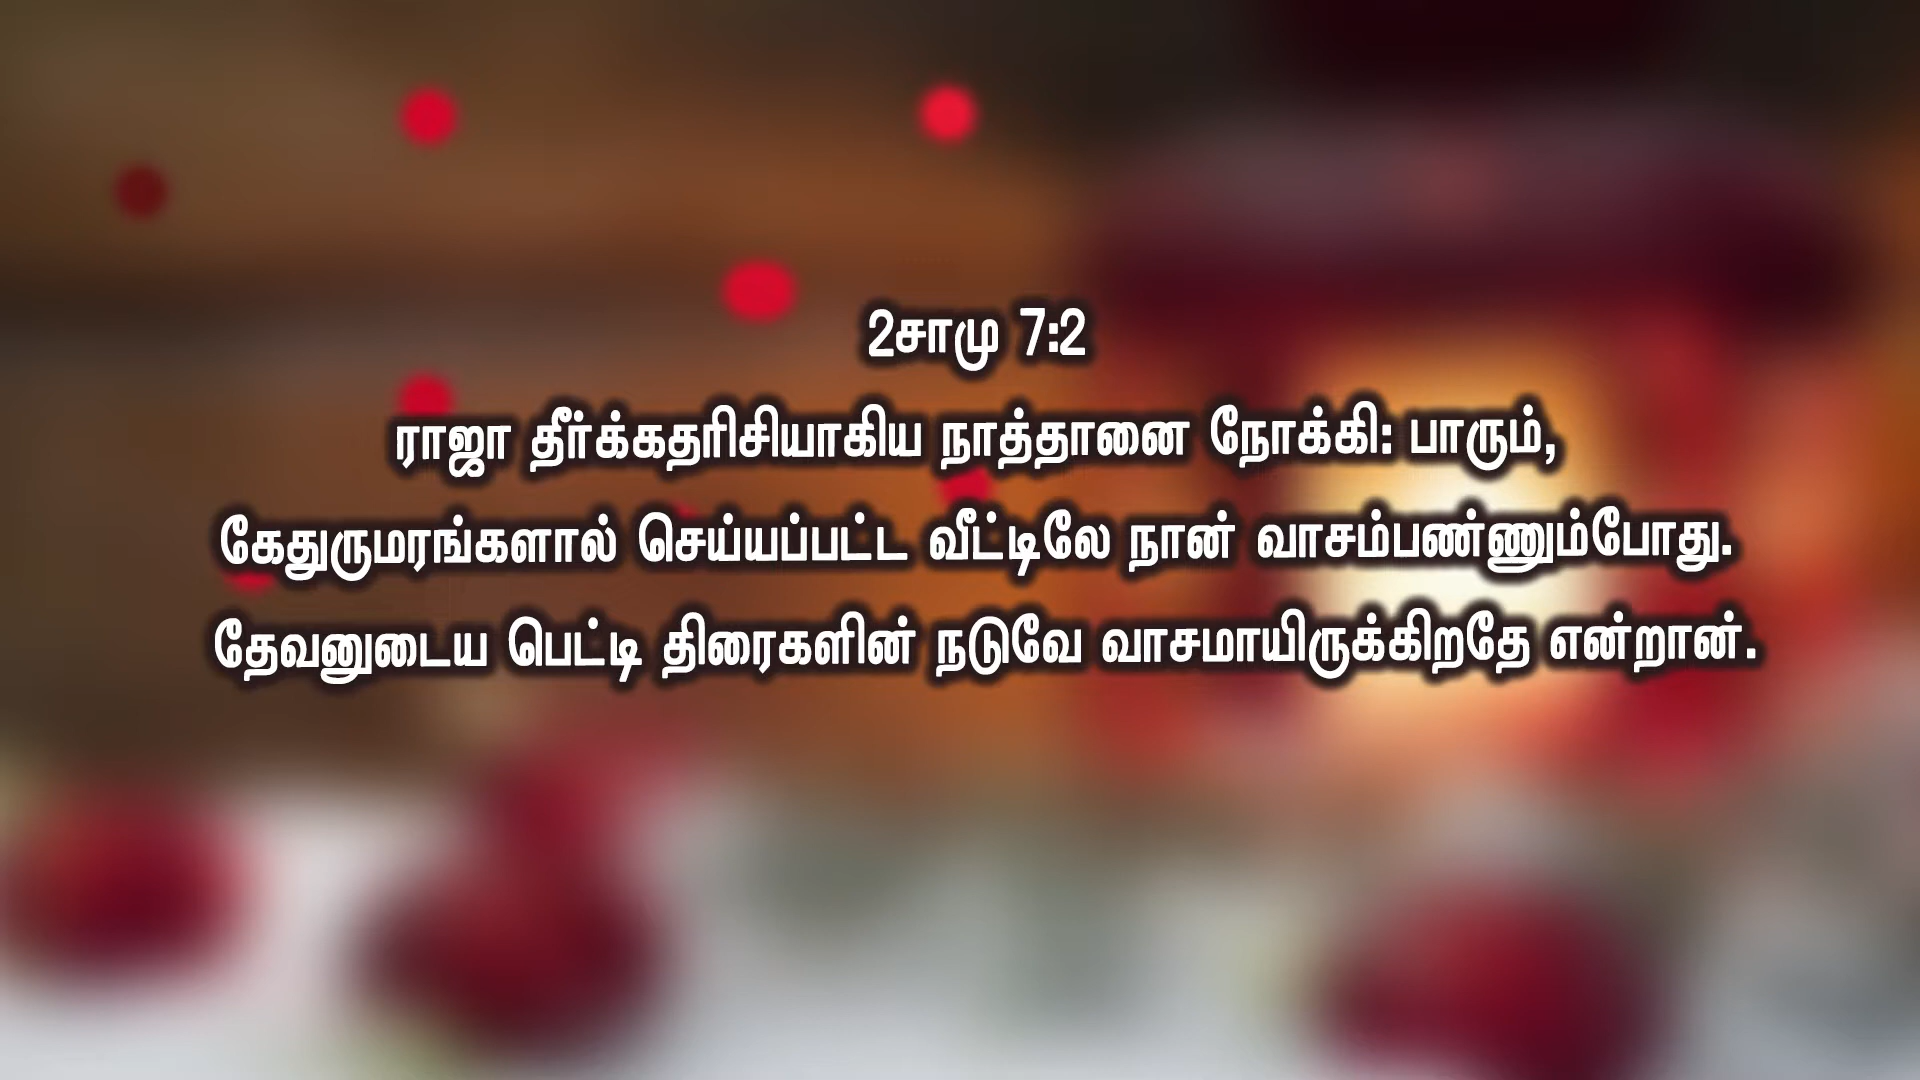 2சாமு 7:2
ராஜா தீர்க்கதரிசியாகிய நாத்தானை நோக்கி: பாரும்,
கேதுருமரங்களால் செய்யப்பட்ட வீட்டிலே நான் வாசம்பண்ணும்போது.
தேவனுடைய பெட்டி திரைகளின் நடுவே வாசமாயிருக்கிறதே என்றான்.